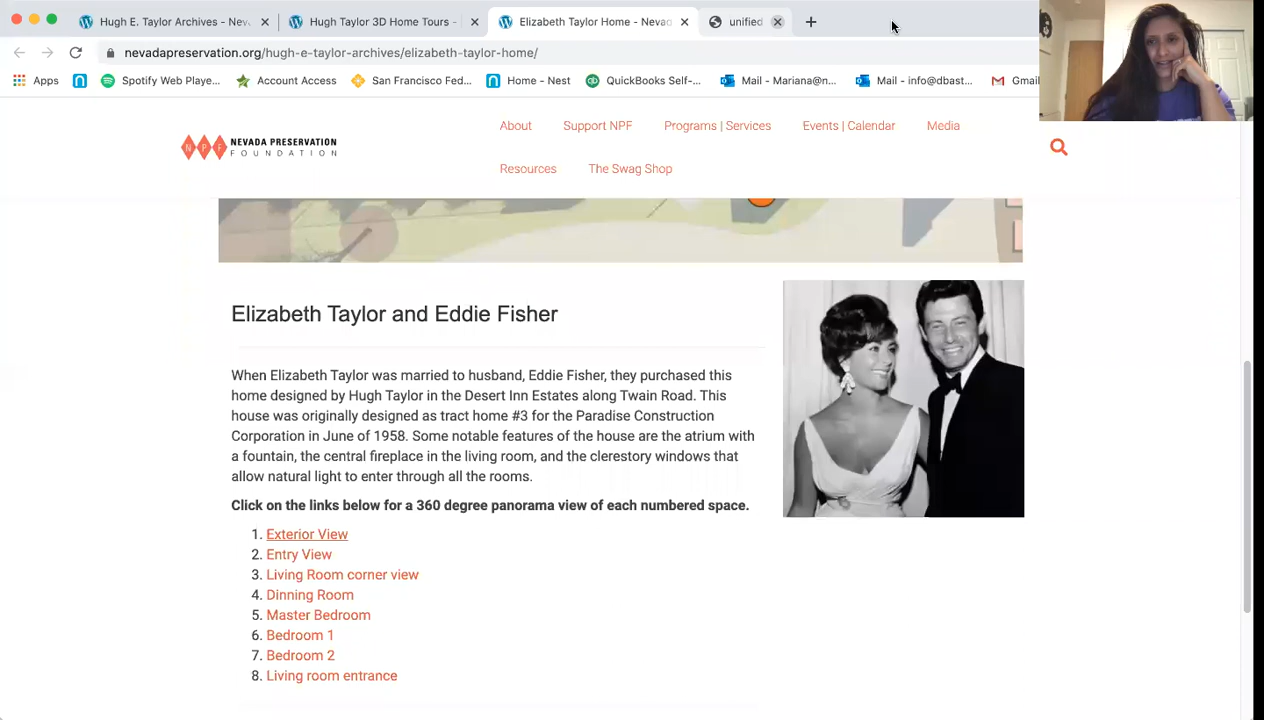 Hugh E. Taylor Archives - Nev
Hugh Taylor 3D Home Tours -
Elizabeth Taylor Home - Nevad
unified
nevadapreservation.org/hugh-e-taylor-archives/elizabeth-taylor-home/
Apps
Spotify Web Playe...
Account Access
San Francisco Fed...
Home - Nest
QuickBooks Self-...
Mail - Mariana@n...
Mail - info@dbast...
Gmai
NPF NEVADA PRESERVATION
FOUNDATION
About Support NPF Programs | Services Events | Calendar Media
Resources The Swag Shop
Elizabeth Taylor and Eddie Fisher
When Elizabeth Taylor was married to husband, Eddie Fisher, they purchased this
home designed by Hugh Taylor in the Desert Inn Estates along Twain Road. This
house was originally designed as tract home #3 for the Paradise Construction
Corporation in June of 1958. Some notable features of the house are the atrium with
a fountain, the central fireplace in the living room, and the clerestory windows that
allow natural light to enter through all the rooms.
Click on the links below for a 360 degree panorama view of each numbered space.
1. Exterior View
2. Entry View
3. Living Room corner view
4. Dinning Room
5. Master Bedroom
6. Bedroom 1
7. Bedroom 2
8. Living room entrance